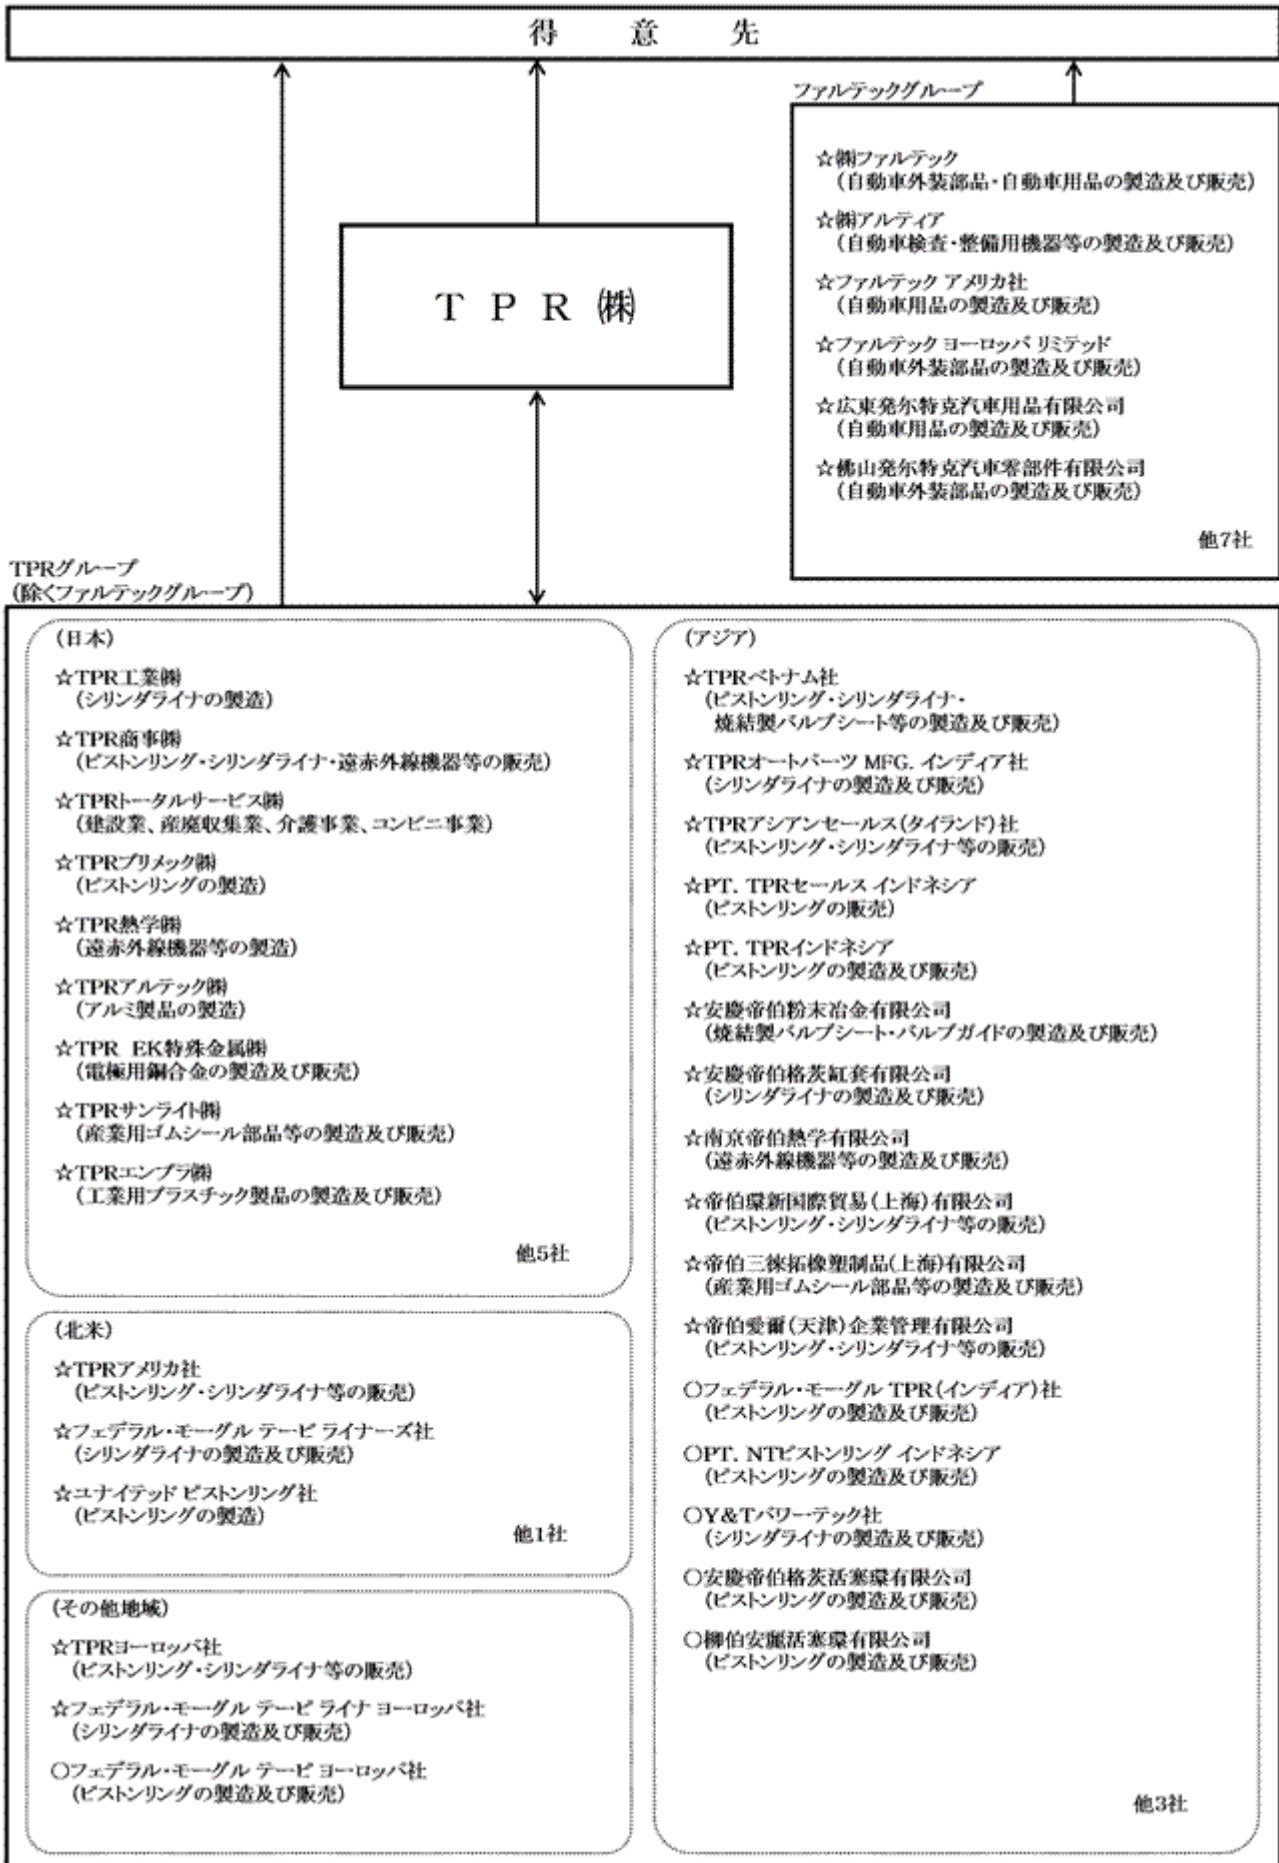 得意先
ファルテックグループ
☆㈱ファルテック
(自動車外装部品・自動車用品の製造及び販売)
☆㈱アルティア
(自動車検査・整備用機器等の製造及び販売)
☆ファルテック アメリカ社
(自動車用品の製造及び販売)
☆ファルテック ヨーロッパ リミテッド
(自動車外装部品の製造及び販売)
☆広東発尔特克汽車用品有限公司
(自動車用品の製造及び販売)
☆佛山発尔特克汽車零部件有限公司
(自動車外装部品の製造及び販売)
他7社
TPR㈱
TPRグループ
(除くファルテックグループ)
(日本)
☆TPR工業㈱
(シリンダライナの製造)
☆TPR商事㈱
(ピストンリング・シリンダライナ・遠赤外線機器等の販売)
☆TPRトータルサービス㈱
(建設業、産廃収集業、介護事業、コンビニ事業)
☆TPRプリメック㈱
(ピストンリングの製造)
☆TPR熱学㈱
(遠赤外線機器等の製造)
☆TPRアルテック㈱
(アルミ製品の製造)
☆TPR EK特殊金属㈱
(電極用銅合金の製造及び販売)
☆TPRサンライト㈱
(産業用ゴムシール部品等の製造及び販売)
☆TPRエンプラ㈱
(工業用プラスチック製品の製造及び販売)
他5社
(北米)
☆TPRアメリカ社
(ピストンリング・シリンダライナ等の販売)
☆フェデラル・モーグル テーピ ライナーズ社
(シリンダライナの製造及び販売)
☆ユナイテッド ピストンリング社
(ピストンリングの製造)
他1社
(その他地域)
☆TPRヨーロッパ社
(ピストンリング・シリンダライナ等の販売)
☆フェデラル・モーグル テーピ ライナ ヨーロッパ社
(シリンダライナの製造及び販売)
○フェデラル・モーグル テーピ ヨーロッパ社
(ピストンリングの製造及び販売)
(アジア)
☆TPRベトナム社
(ピストンリング・シリンダライナ・
焼結製バルブシート等の製造及び販売)
☆TPRオートパーツ MFG. インディア社
(シリンダライナの製造及び販売)
☆TPRアシアンセールス(タイランド)社
(ピストンリング・シリンダライナ等の販売)
☆PT. TPRセールス インドネシア
(ピストンリングの販売)
☆PT. TPRインドネシア
(ピストンリングの製造及び販売)
☆安慶帝伯粉末冶金有限公司
(焼結製バルブシート・バルブガイドの製造及び販売)
☆安慶帝伯格茨缸套有限公司
(シリンダライナの製造及び販売)
☆南京帝伯熱学有限公司
(遠赤外線機器等の製造及び販売)
☆帝伯環新国際貿易(上海)有限公司
(ピストンリング・シリンダライナ等の販売)
☆帝伯三徠拓橡塑制品(上海)有限公司
(産業用ゴムシール部品等の製造及び販売)
☆帝伯愛爾(天津)企業管理有限公司
(ピストンリング・シリンダライナ等の販売)
○フェデラル・モーグル TPR(インディア)社
(ピストンリングの製造及び販売)
○PT. NTピストンリング インドネシア
(ピストンリングの製造及び販売)
○Y&Tパワーテック社
(シリンダライナの製造及び販売)
○安慶帝伯格茨活塞環有限公司
(ピストンリングの製造及び販売)
○柳伯安麗活塞環有限公司
(ピストンリングの製造及び販売)
他3社